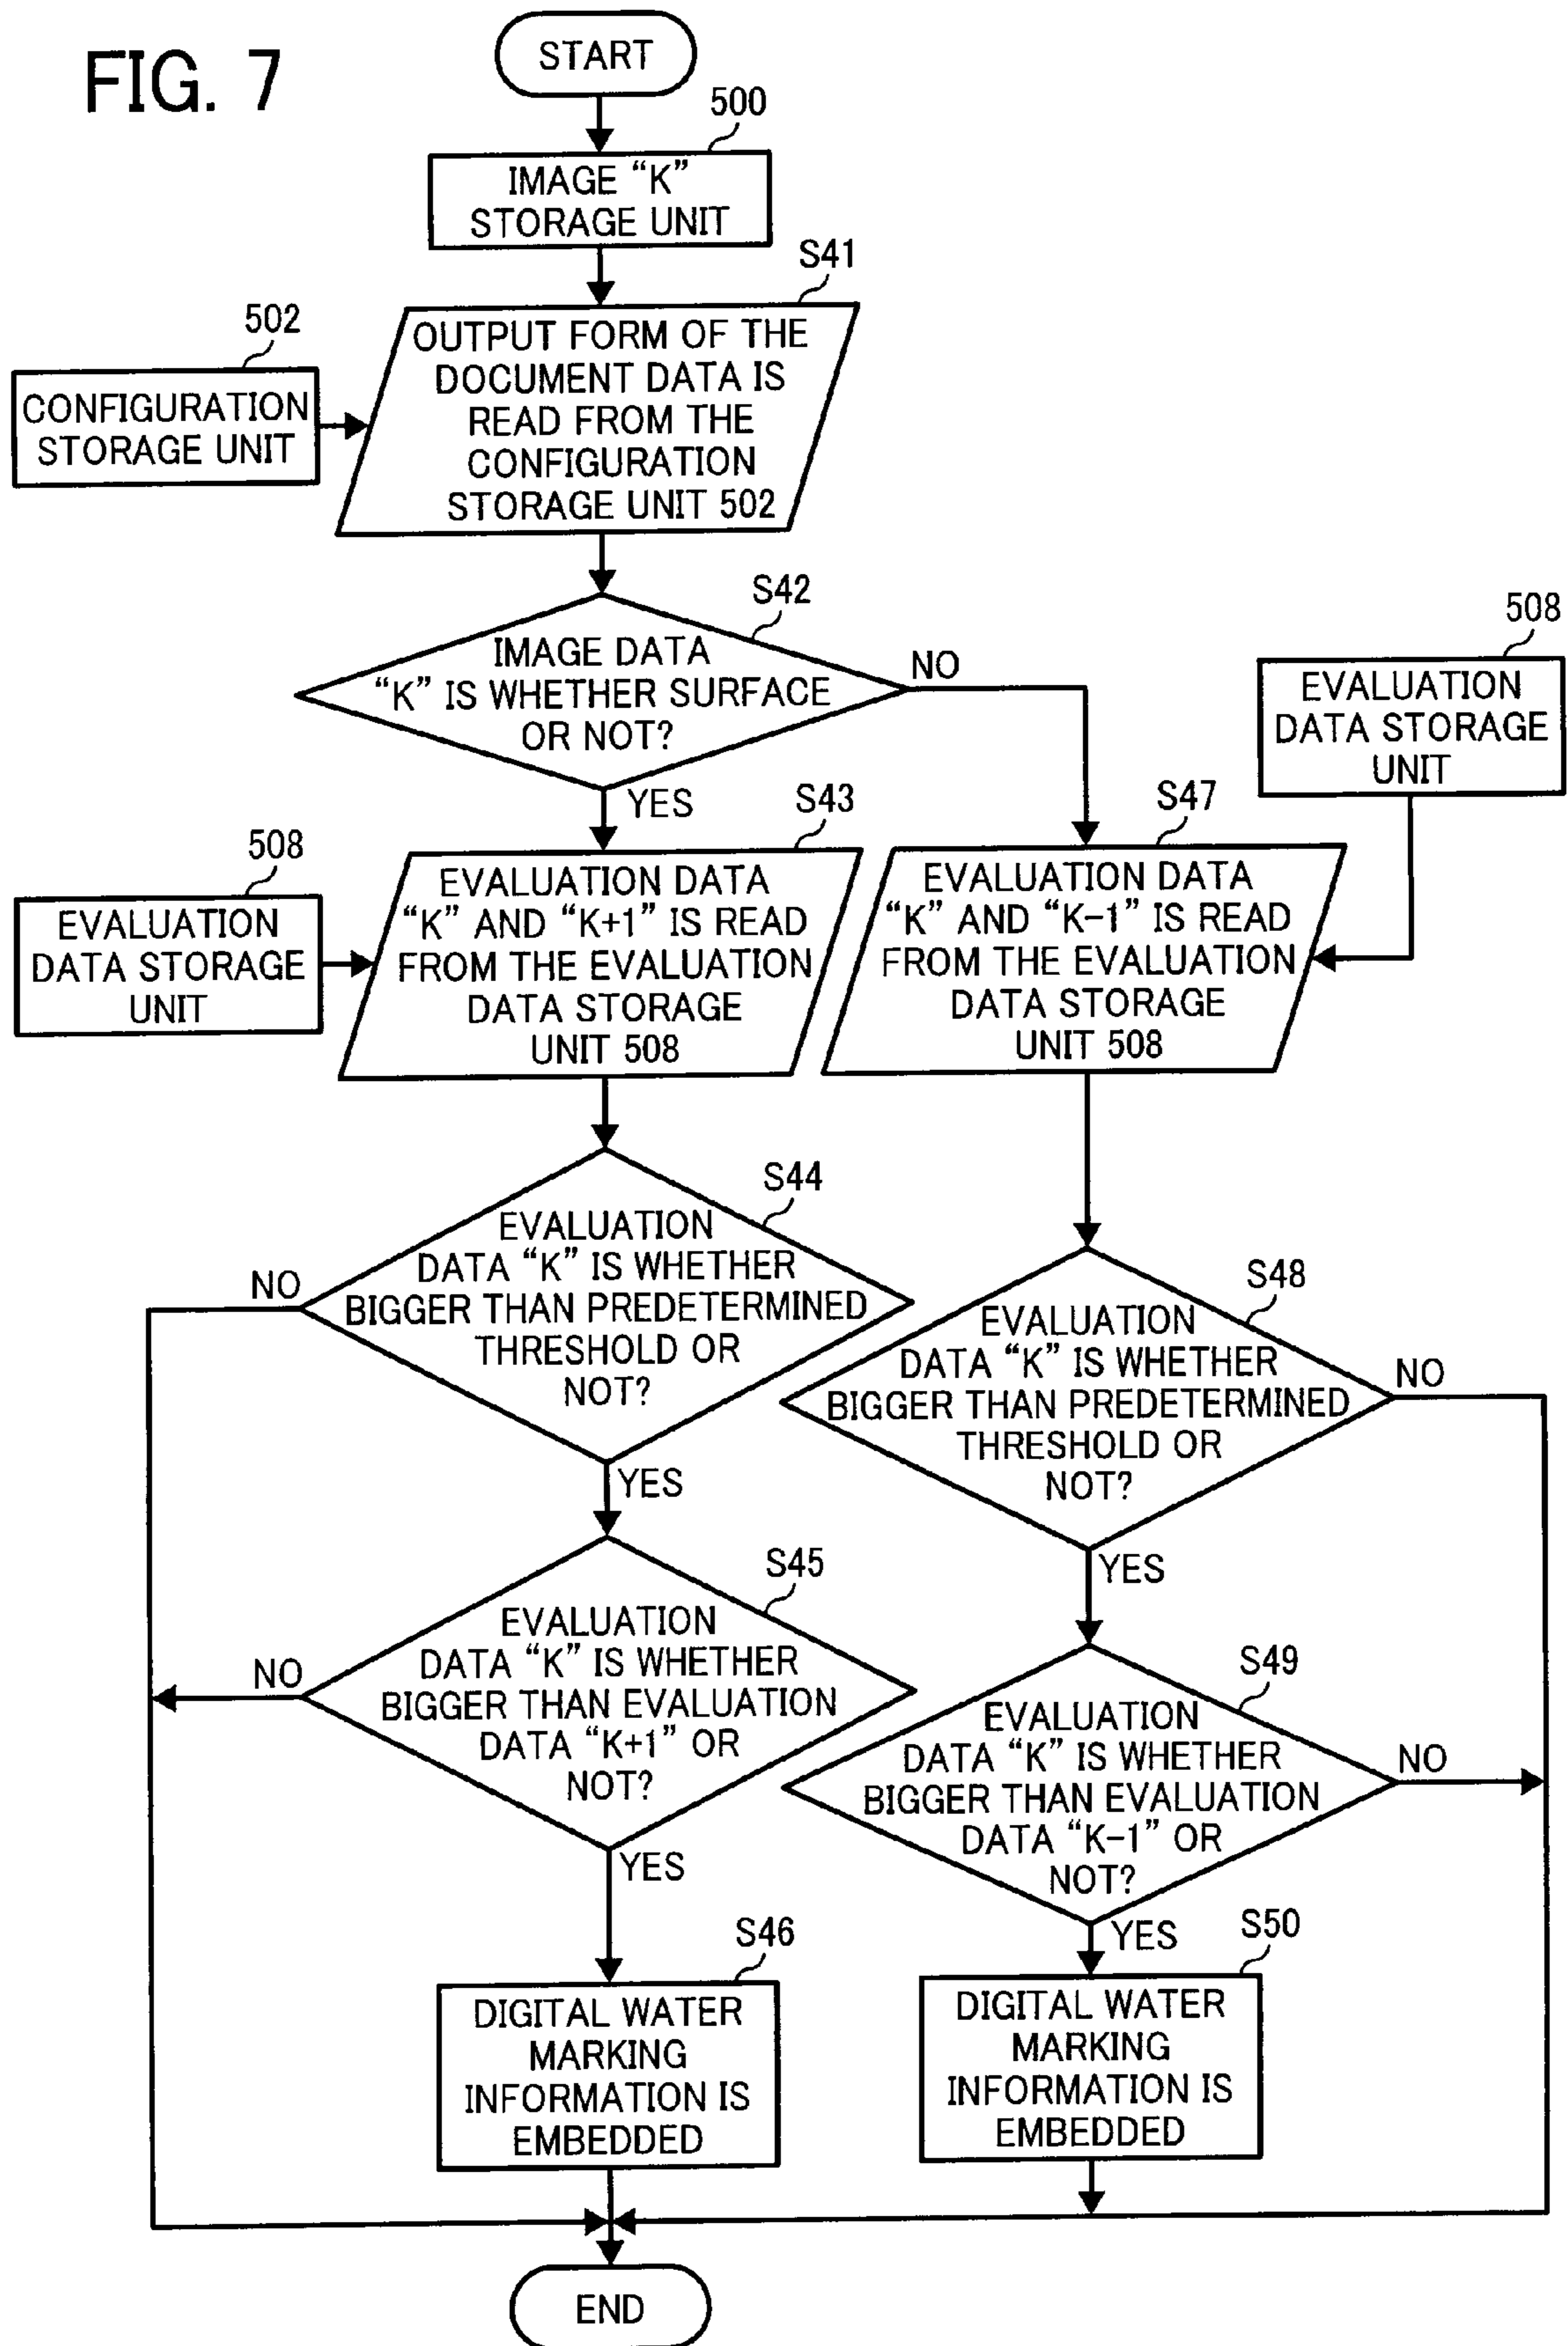 FIG. 7
START
500
IMAGE “K”
STORAGE UNIT
S41
OUTPUT FORM OF THE
DOCUMENT DATA IS
READ FROM THE
CONFIGURATION
STORAGE UNIT 502
502
CONFIGURATION
STORAGE UNIT
S42
IMAGE DATA
“K” IS WHETHER SURFACE
OR NOT?
NO
YES
508
EVALUATION
DATA STORAGE
UNIT
S43
EVALUATION DATA
“K” AND “K+1” IS READ
FROM THE EVALUATION
DATA STORAGE
UNIT 508
508
EVALUATION
DATA STORAGE
UNIT
S47
EVALUATION DATA
“K” AND “K-1” IS READ
FROM THE EVALUATION
DATA STORAGE
UNIT 508
S44
EVALUATION
DATA “K” IS WHETHER
BIGGER THAN PREDETERMINED
THRESHOLD OR
NOT?
NO
YES
S48
EVALUATION
DATA “K” IS WHETHER
BIGGER THAN PREDETERMINED
THRESHOLD OR
NOT?
NO
YES
S45
EVALUATION
DATA “K” IS WHETHER
BIGGER THAN EVALUATION
DATA “K+1” OR
NOT?
NO
YES
S49
EVALUATION
DATA “K” IS WHETHER
BIGGER THAN EVALUATION
DATA “K-1” OR
NOT?
NO
YES
S46
DIGITAL WATER
MARKING
INFORMATION IS
EMBEDDED
S50
DIGITAL WATER
MARKING
INFORMATION IS
EMBEDDED
END